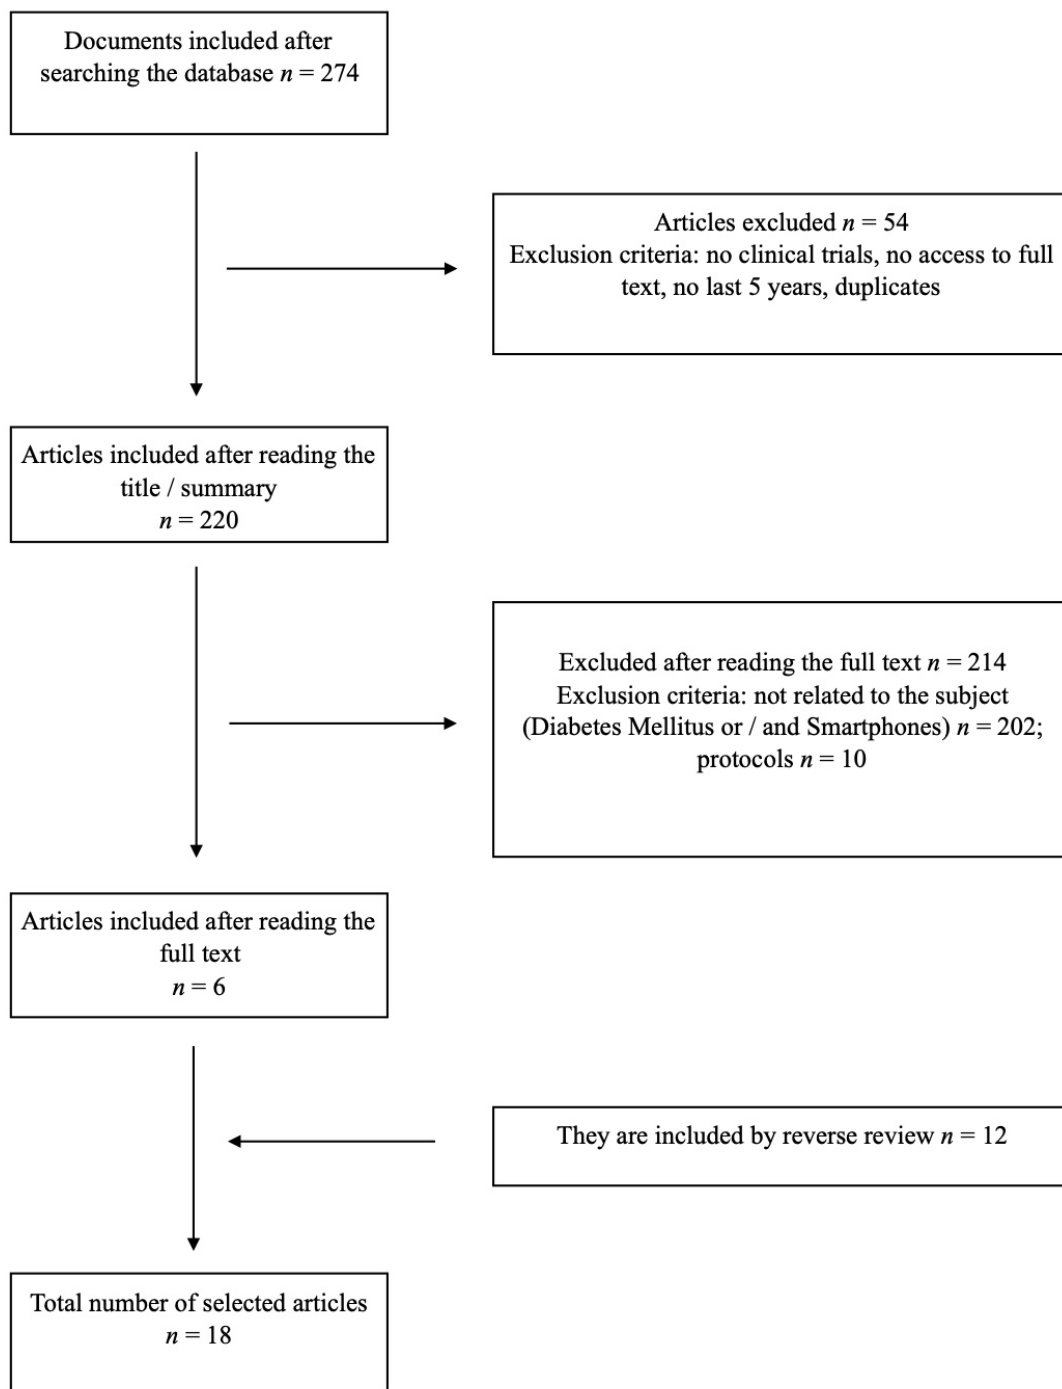 Documents included after
searching the database n = 274
Articles excluded n = 54
Exclusion criteria: no clinical trials, no access to full
text, no last 5 years, duplicates
Articles included after reading the
title / summary
n = 220
Excluded after reading the full text n = 214
Exclusion criteria: not related to the subject
(Diabetes Mellitus or / and Smartphones) n = 202;
protocols n = 10
Articles included after reading the
full text
n = 6
They are included by reverse review n = 12
Total number of selected articles
n = 18